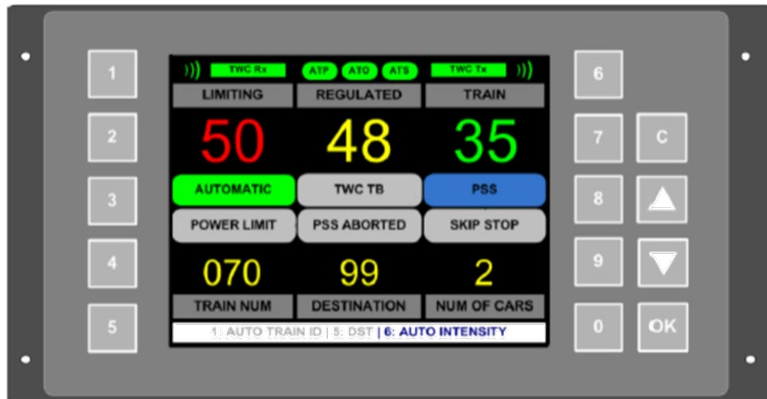 1
2
3
4
5
))) TWC Rx ATP ATO ATS TWC Tx )))
LIMITING REGULATED TRAIN
50 48 35
AUTOMATIC TWC TB PSS
POWER LIMIT PSS ABORTED SKIP STOP
070 99 2
TRAIN NUM DESTINATION NUM OF CARS
1: AUTO TRAIN ID | 5: DST | 6: AUTO INTENSITY
6
7 C
8
9
0 OK